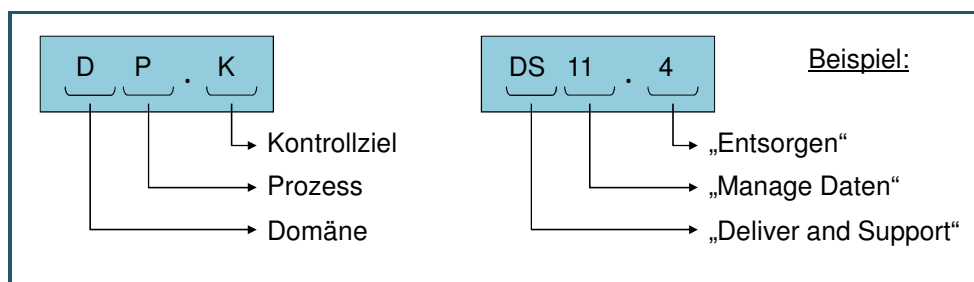 D P . K
DS 11 . 4
Beispiel:
Kontrollziel
Prozess
Domäne
„Entsorgen“
„Manage Daten“
„Deliver and Support“